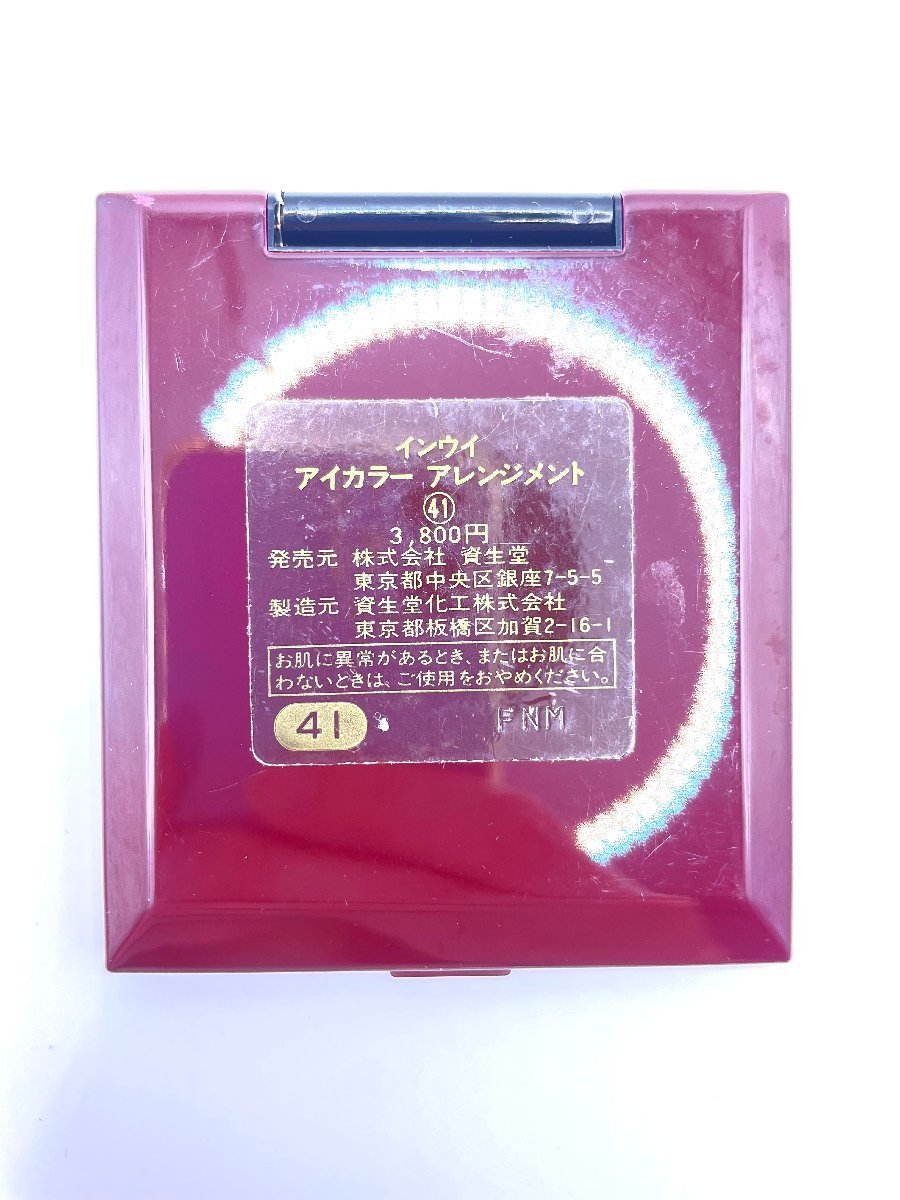 インウイ
アイカラー アレンジメント
㊶
3,800円
発売元 株式会社 資生堂
東京都中央区銀座7-5-5
製造元 資生堂化工株式会社
東京都板橋区加賀2-16-1
お肌に異常があるとき、またはお肌に合
わないときは、ご使用をおやめください。
41 FNM